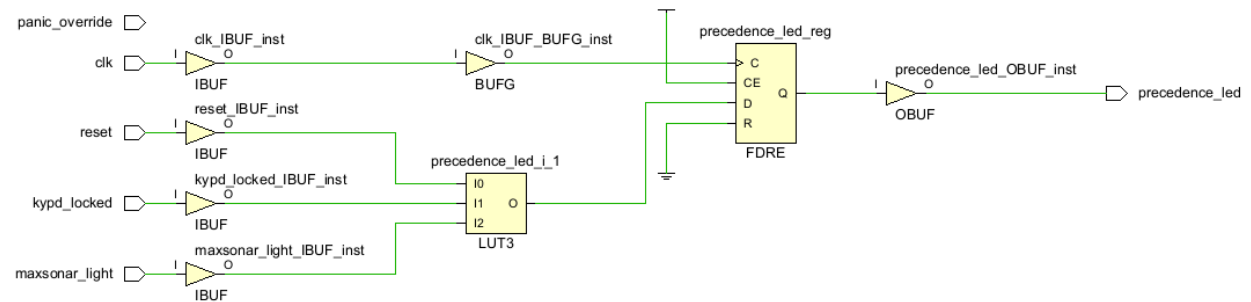 panic_override
clk
I
clk_IBUF_inst
O
IBUF
I
clk_IBUF_BUFG_inst
O
BUFG
precedence_led_reg
C
CE
D
R
Q
FDRE
I
precedence_led_OBUF_inst
O
OBUF
precedence_led
reset
I
reset_IBUF_inst
O
IBUF
kypd_locked
I
kypd_locked_IBUF_inst
O
IBUF
precedence_led_i_1
I0
I1
I2
O
LUT3
maxsonar_light
I
maxsonar_light_IBUF_inst
O
IBUF